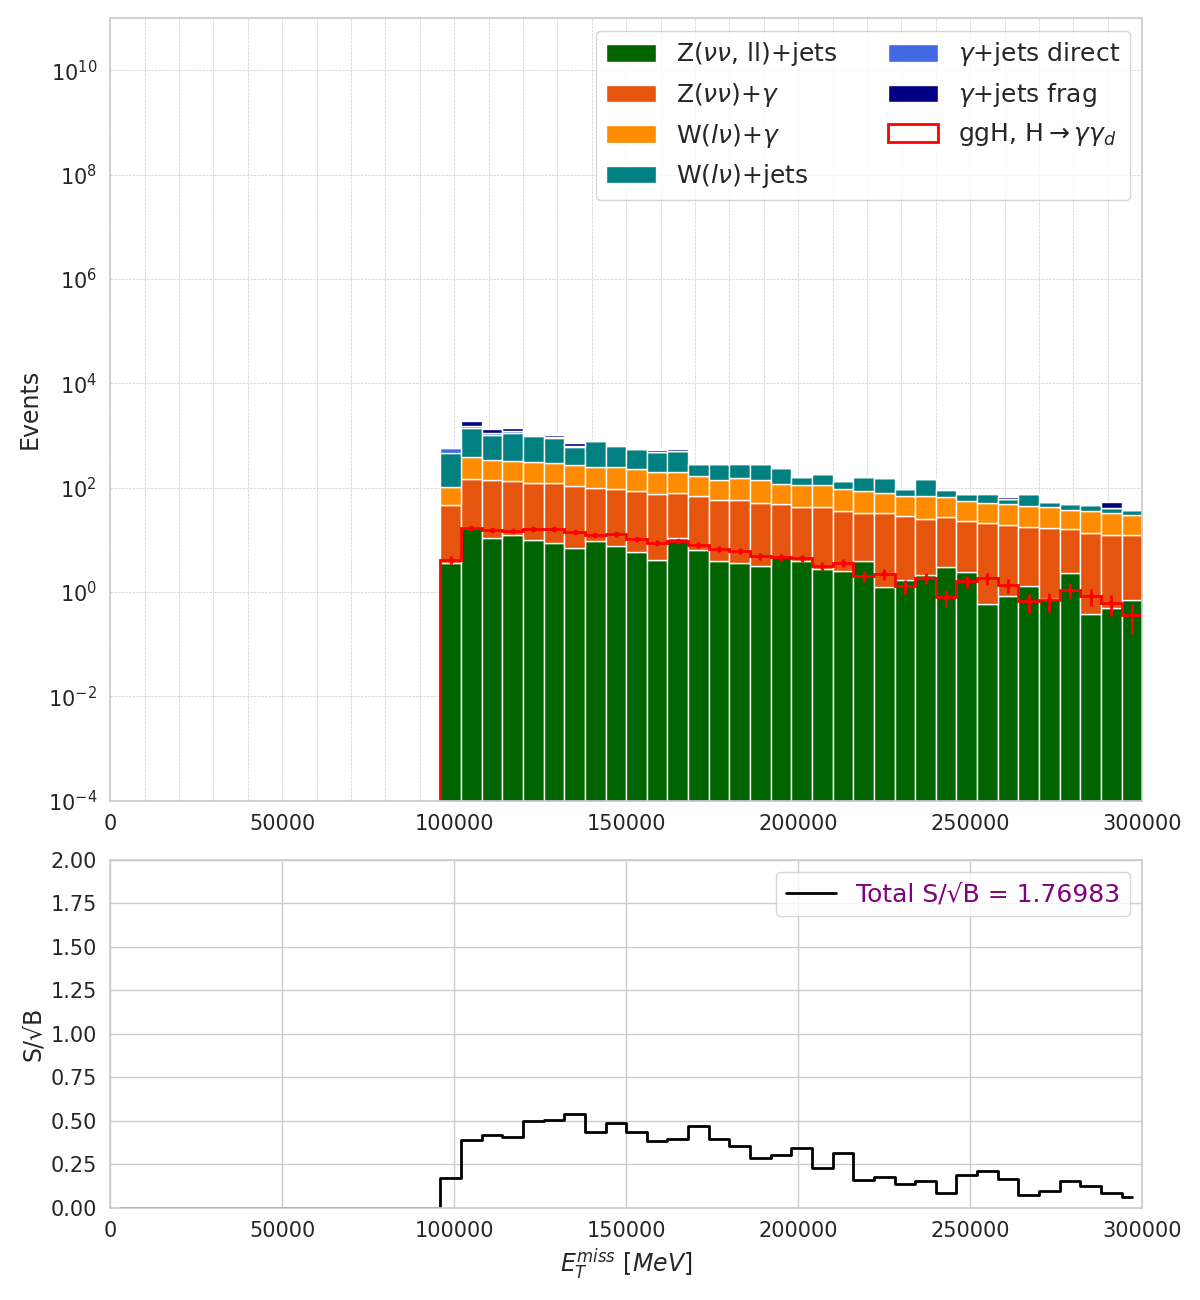 Events
10^10
10^8
10^6
10^4
10^2
10^0
10^−2
10^−4
Z(νν, ll)+jets
Z(νν)+γ
W(lν)+γ
W(lν)+jets
γ+jets direct
γ+jets frag
ggH, H→γγ_d
0 50000 100000 150000 200000 250000 300000
S/√B
2.00
1.75
1.50
1.25
1.00
0.75
0.50
0.25
0.00
Total S/√B = 1.76983
0 50000 100000 150000 200000 250000 300000
E_T^miss [MeV]